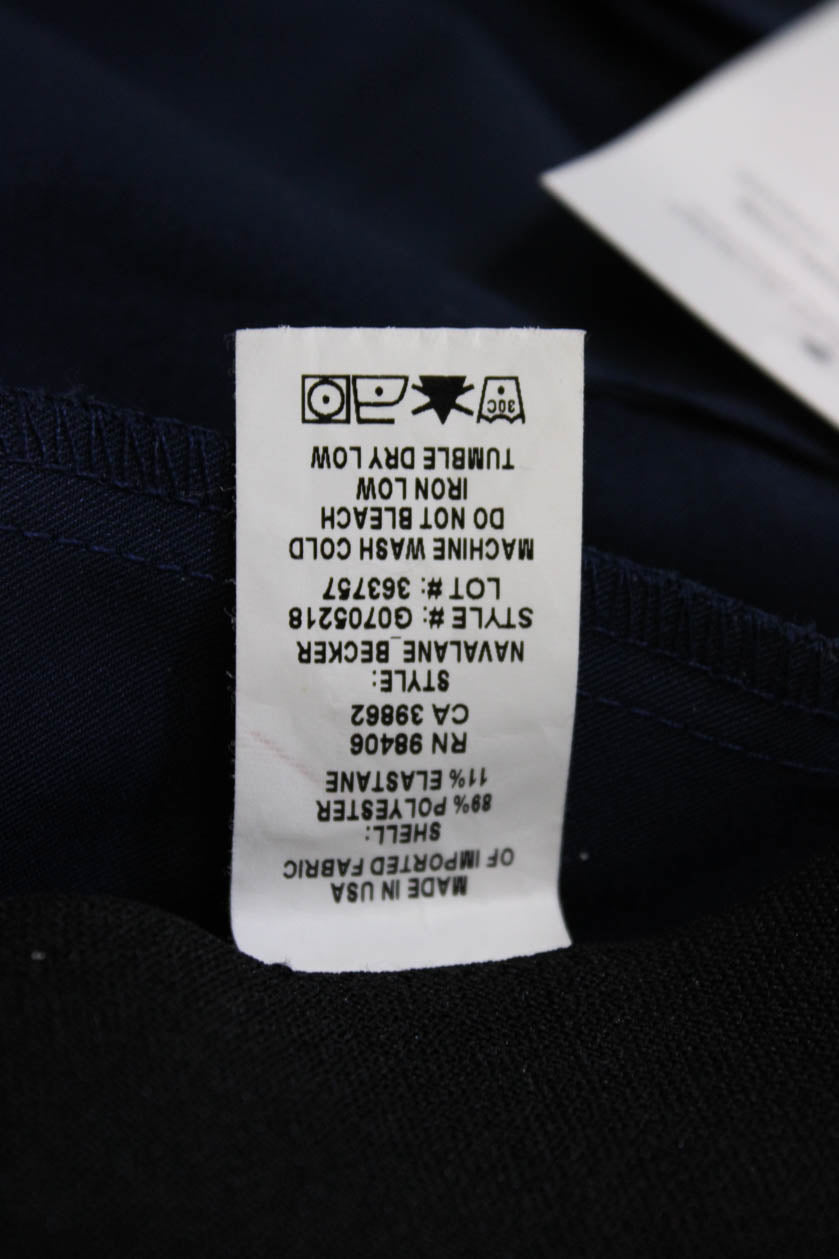 MADE IN USA
OF IMPORTED FABRIC
SHELL:
89% POLYESTER
11% ELASTANE
RN 98406
CA 39862
STYLE:
NAVALANE_BECKER
STYLE #: G0705218
LOT #: 363757
MACHINE WASH COLD
DO NOT BLEACH
IRON LOW
TUMBLE DRY LOW
30C